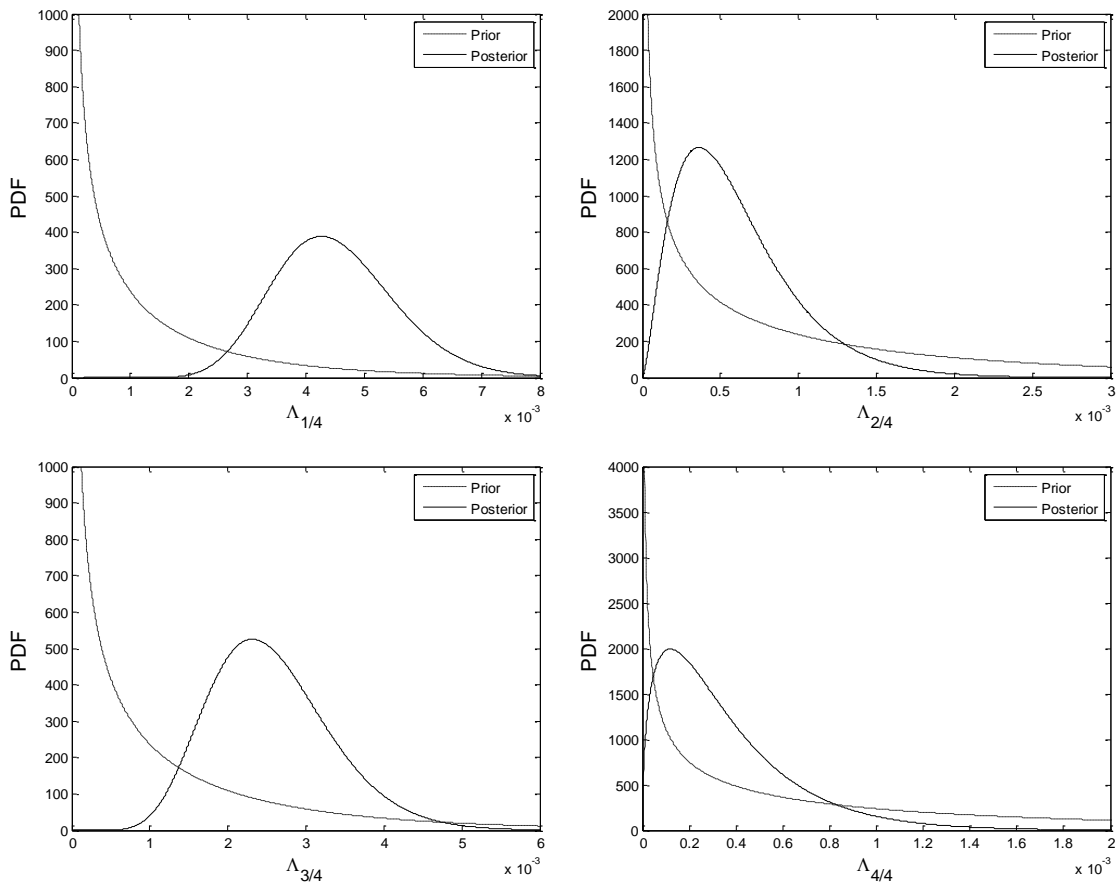 1000
900
800
700
600
500
400
300
200
100
0
PDF
0 1 2 3 4 5 6 7 8
x 10-3
Λ1/4
Prior
Posterior
2000
1800
1600
1400
1200
1000
800
600
400
200
0
PDF
0 0.5 1 1.5 2 2.5 3
x 10-3
Λ2/4
Prior
Posterior
1000
900
800
700
600
500
400
300
200
100
0
PDF
0 1 2 3 4 5 6
x 10-3
Λ3/4
Prior
Posterior
4000
3500
3000
2500
2000
1500
1000
500
0
PDF
0 0.2 0.4 0.6 0.8 1 1.2 1.4 1.6 1.8 2
x 10-3
Λ4/4
Prior
Posterior